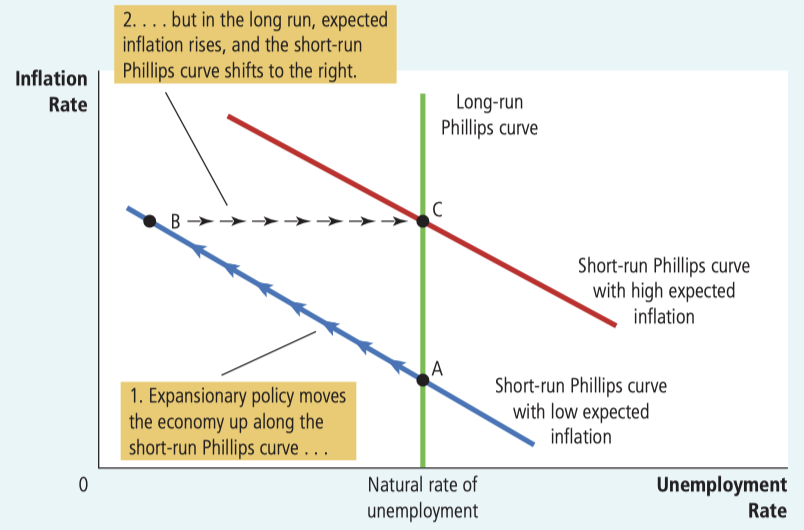 2. . . . but in the long run, expected
inflation rises, and the short-run
Phillips curve shifts to the right.
Inflation
Rate
Long-run
Phillips curve
B
C
Short-run Phillips curve
with high expected
inflation
A
1. Expansionary policy moves
the economy up along the
short-run Phillips curve . . .
Short-run Phillips curve
with low expected
inflation
0
Natural rate of
unemployment
Unemployment
Rate